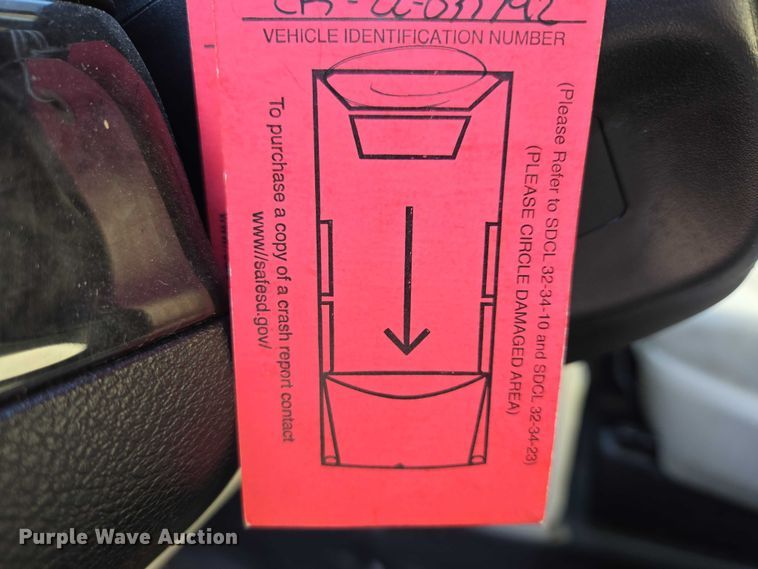 VEHICLE IDENTIFICATION NUMBER
(Please Refer to SDCL 32-34-10 and SDCL 32-34-23)
(PLEASE CIRCLE DAMAGED AREA)
To purchase a copy of a crash report contact
www//safesd.gov/
Purple Wave Auction